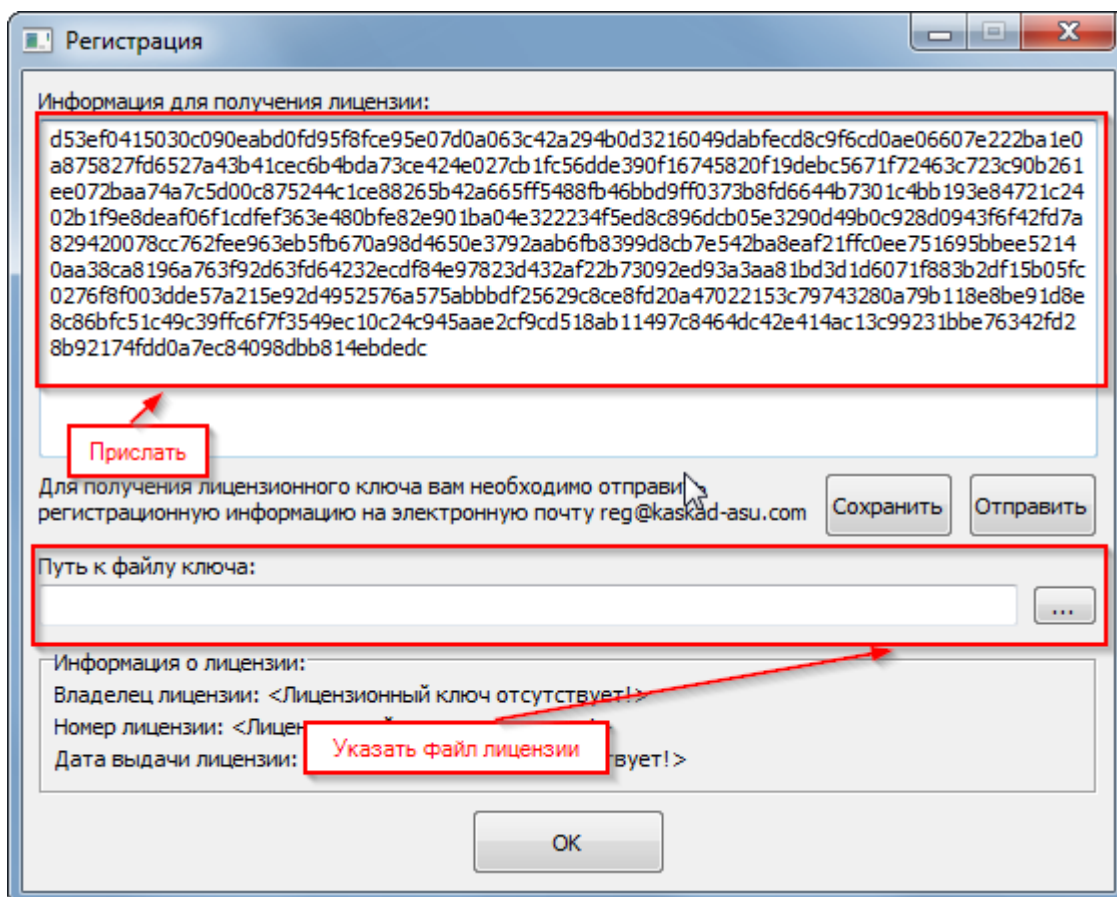 Регистрация
Информация для получения лицензии:
d53ef0415030c090eabd0fd95f8fce95e07d0a063c42a294b0d3216049dabfecd8c9f6cd0ae06607e222ba1e0
a875827fd6527a43b41cec6b4bda73ce424e027cb1fc56dde390f16745820f19debc5671f72463c723c90b261
ee072baa74a7c5d00c875244c1ce88265b42a665ff5488fb46bbd9ff0373b8fd6644b7301c4bb193e84721c24
02b1f9e8deaf06f1cdfef363e480bfe82e901ba04e322234f5ed8c896dcb05e3290d49b0c928d0943f6f42fd7a
829420078cc762fee963eb5fb670a98d4650e3792aab6fb8399d8cb7e542ba8eaf21ffc0ee751695bbee5214
0aa38ca8196a763f92d63fd64232ecdf84e97823d432af22b73092ed93a3aa81bd3d1d6071f883b2df15b05fc
0276f8f003dde57a215e92d4952576a575abbbdf25629c8ce8fd20a47022153c79743280a79b118e8be91d8e
8c86bfc51c49c39ffc6f7f3549ec10c24c945aae2cf9cd518ab11497c8464dc42e414ac13c99231bbe76342fd2
8b92174fdd0a7ec84098dbb814ebdedc
Прислать
Для получения лицензионного ключа вам необходимо
регистрационную информацию на электронную почту reg@kaskad-asu.com
Сохранить
Отправить
Путь к файлу ключа:
...
Информация о лицензии:
Владелец лицензии: <Лицензионный ключ отсутствует!>
Номер лицензии:
Указать файл лицензии
Дата выдачи лицензии:
OK